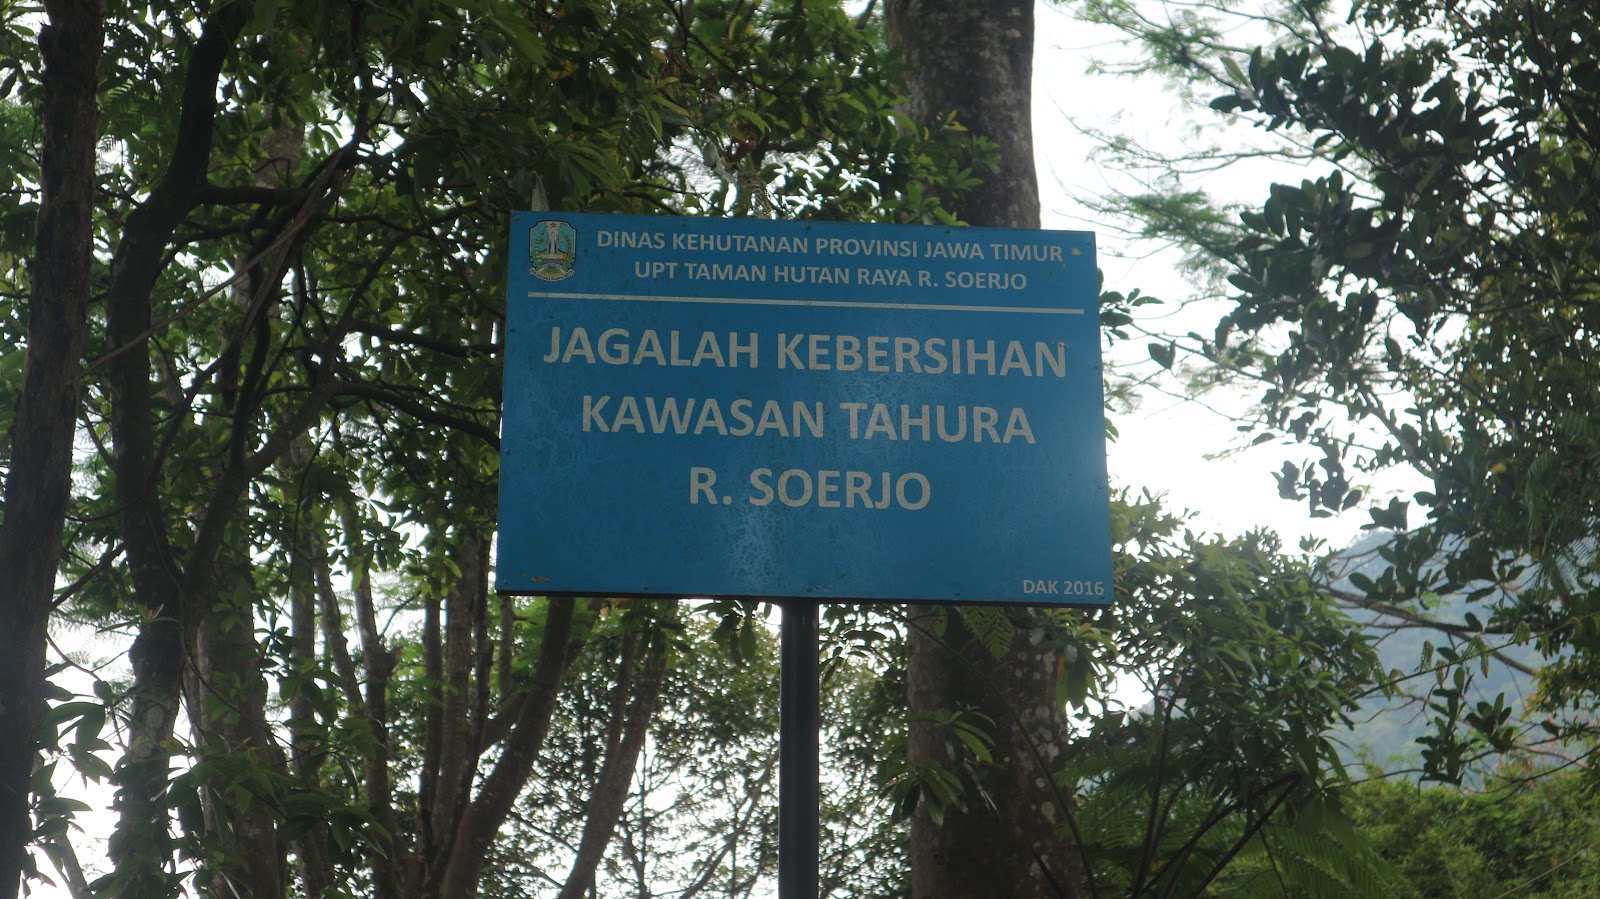 DINAS KEHUTANAN PROVINSI JAWA TIMUR
UPT TAMAN HUTAN RAYA R. SOERJO
JAGALAH KEBERSIHAN
KAWASAN TAHURA
R. SOERJO
DAK 2016